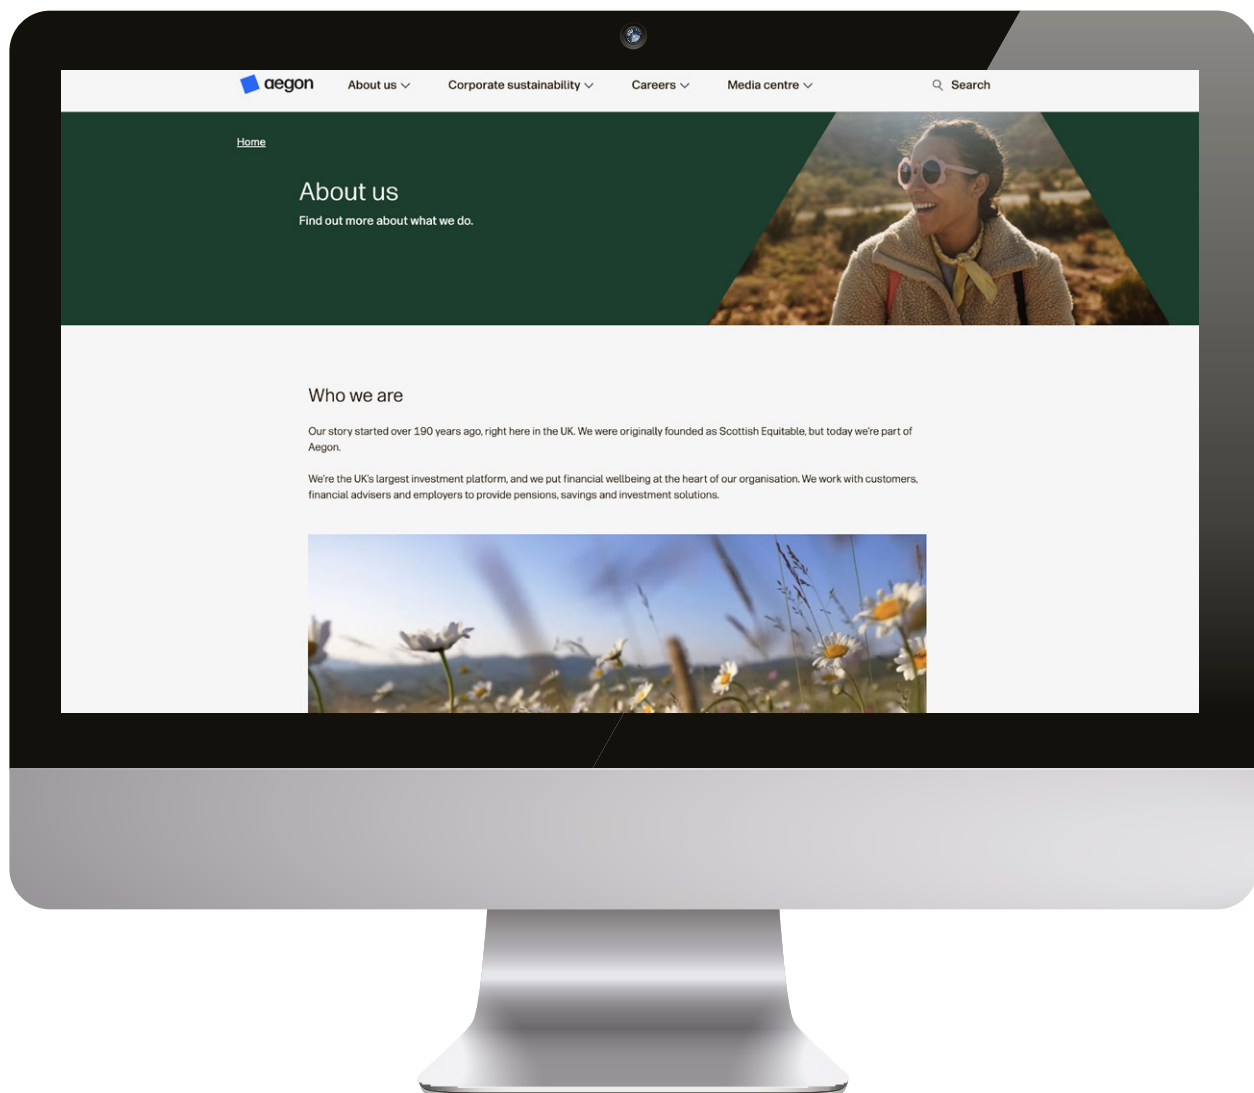 aegon About us Corporate sustainability Careers Media centre Search
Home
About us
Find out more about what we do.
Who we are
Our story started over 190 years ago, right here in the UK. We were originally founded as Scottish Equitable, but today we're part of
Aegon.
We're the UK's largest investment platform, and we put financial wellbeing at the heart of our organisation. We work with customers,
financial advisers and employers to provide pensions, savings and investment solutions.